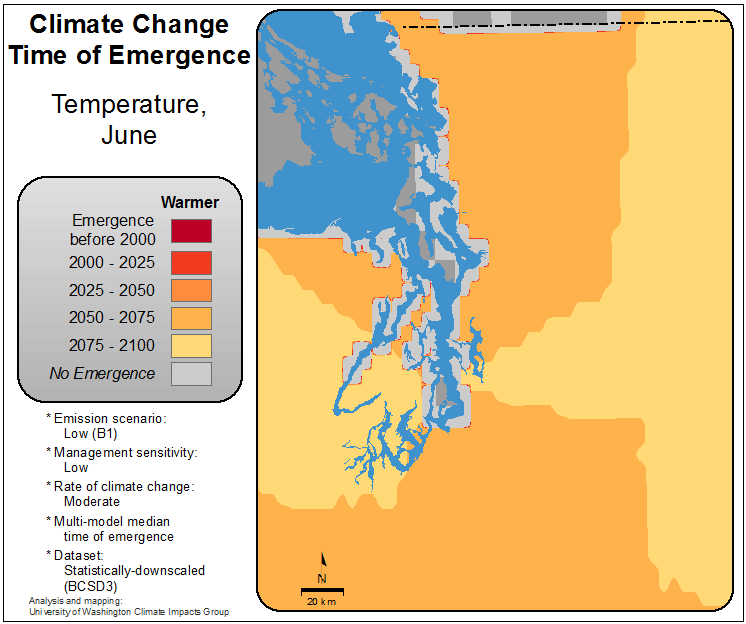 Climate Change
Time of Emergence
Temperature,
June
Warmer
Emergence
before 2000
2000 - 2025
2025 - 2050
2050 - 2075
2075 - 2100
No Emergence
* Emission scenario:
Low (B1)
* Management sensitivity:
Low
* Rate of climate change:
Moderate
* Multi-model median
time of emergence
* Dataset:
Statistically-downscaled
(BCSD3)
Analysis and mapping:
University of Washington Climate Impacts Group
N
20 km